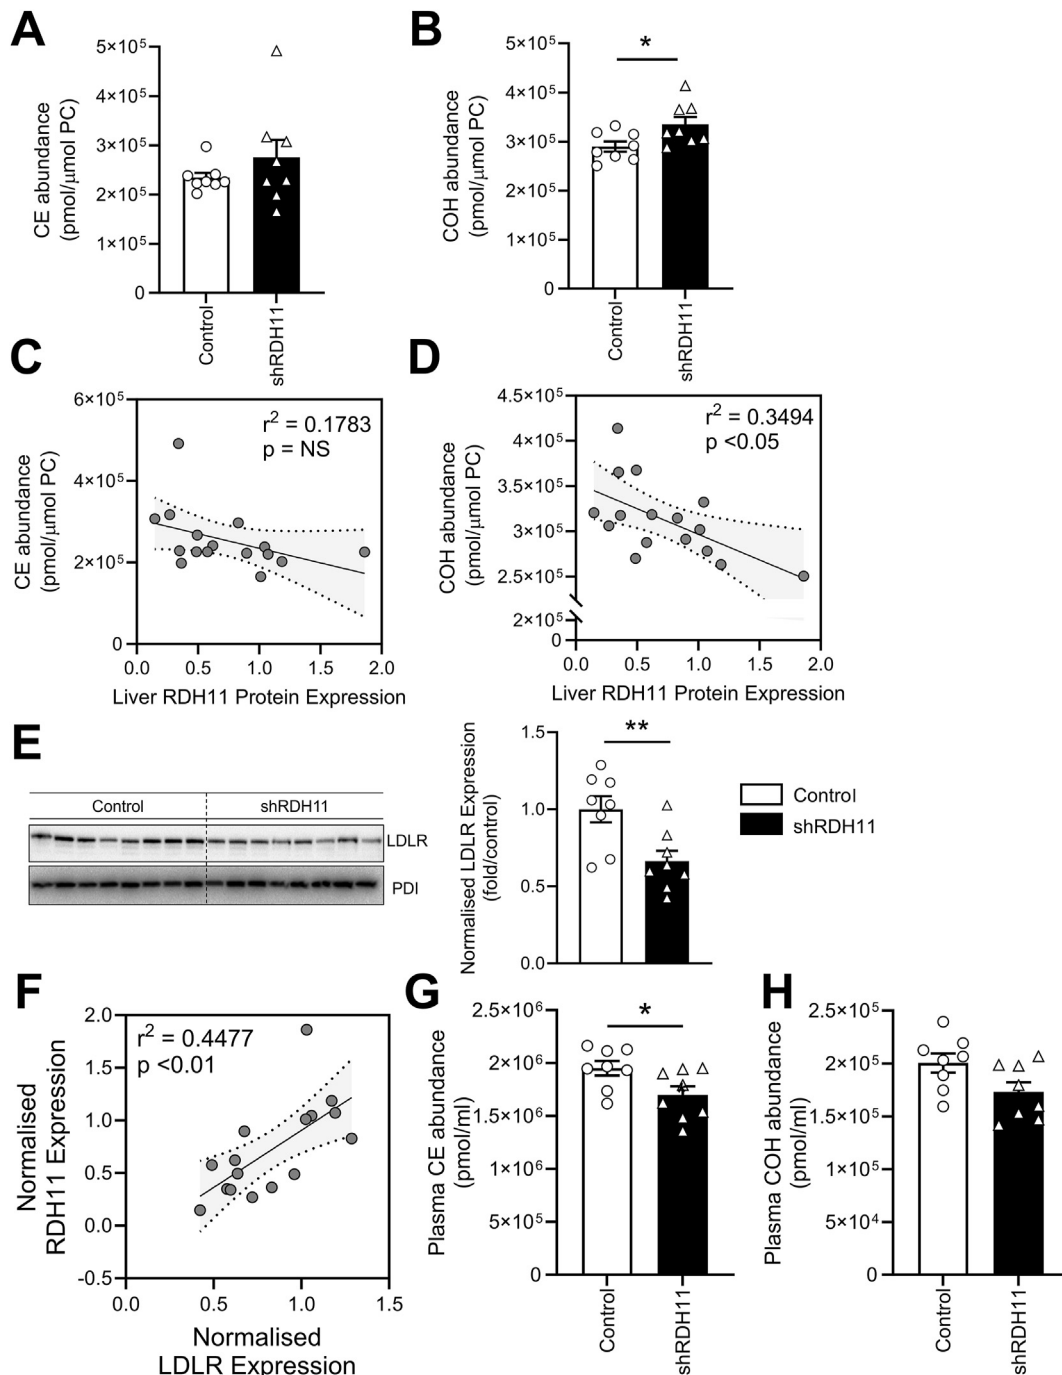 A
CE abundance
(pmol/μmol PC)
5×10⁵
4×10⁵
3×10⁵
2×10⁵
1×10⁵
0
Control
shRDH11
B
COH abundance
(pmol/μmol PC)
5×10⁵
4×10⁵
3×10⁵
2×10⁵
1×10⁵
0
*
Control
shRDH11
C
CE abundance
(pmol/μmol PC)
6×10⁵
4×10⁵
2×10⁵
0
r² = 0.1783
p = NS
0.0 0.5 1.0 1.5 2.0
Liver RDH11 Protein Expression
D
COH abundance
(pmol/μmol PC)
4.5×10⁵
4×10⁵
3.5×10⁵
3×10⁵
2.5×10⁵
2×10⁵
0
r² = 0.3494
p <0.05
0.0 0.5 1.0 1.5 2.0
Liver RDH11 Protein Expression
E
Control shRDH11
LDLR
PDI
Normalised LDLR Expression
(fold/control)
1.5
1.0
0.5
0.0
**
Control
shRDH11
F
Normalised
RDH11 Expression
2.0
1.5
1.0
0.5
0.0
-0.5
r² = 0.4477
p <0.01
0.0 0.5 1.0 1.5
Normalised
LDLR Expression
G
Plasma CE abundance
(pmol/ml)
2.5×10⁶
2×10⁶
1.5×10⁶
1×10⁶
5×10⁵
0
*
Control
shRDH11
H
Plasma COH abundance
(pmol/ml)
2.5×10⁵
2×10⁵
1.5×10⁵
1×10⁵
5×10⁴
0
Control
shRDH11